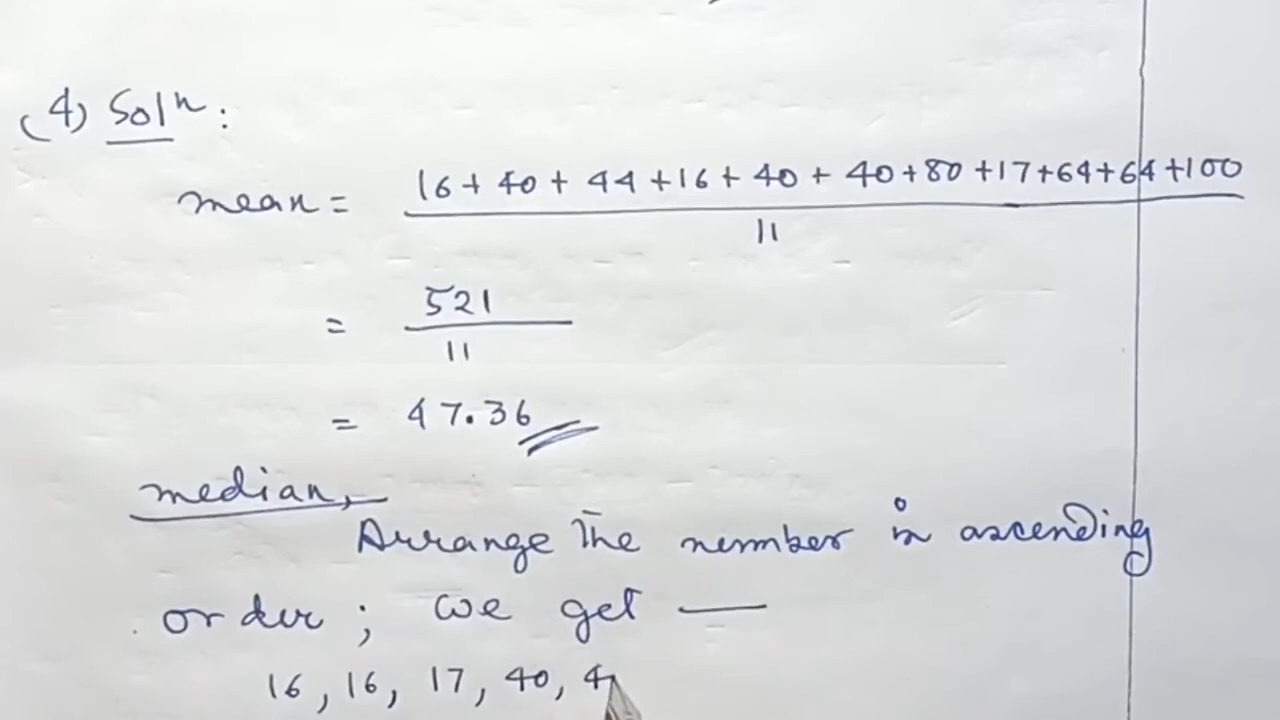 (4) Solⁿ:
mean = 16 + 40 + 44 + 16 + 40 + 40 + 80 + 17 + 64 + 64 + 100
11
= 521
11
= 47.36
median,
Arrange the number in ascending
order ; we get —
16 , 16 , 17 , 40 , 4